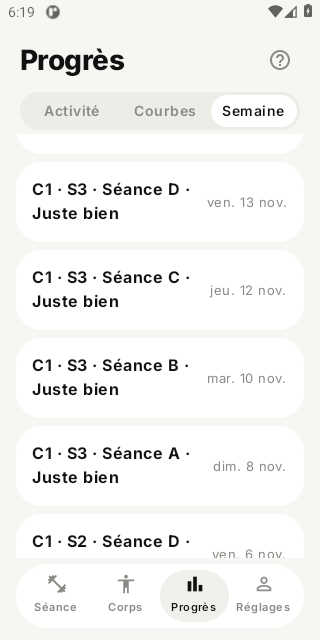 6:19
Progrès
Activité Courbes Semaine
C1 · S3 · Séance D ·
Juste bien
ven. 13 nov.
C1 · S3 · Séance C ·
Juste bien
jeu. 12 nov.
C1 · S3 · Séance B ·
Juste bien
mar. 10 nov.
C1 · S3 · Séance A ·
Juste bien
dim. 8 nov.
C1 · S2 · Séance D ·
ven. 6 nov.
Séance Corps Progrès Réglages